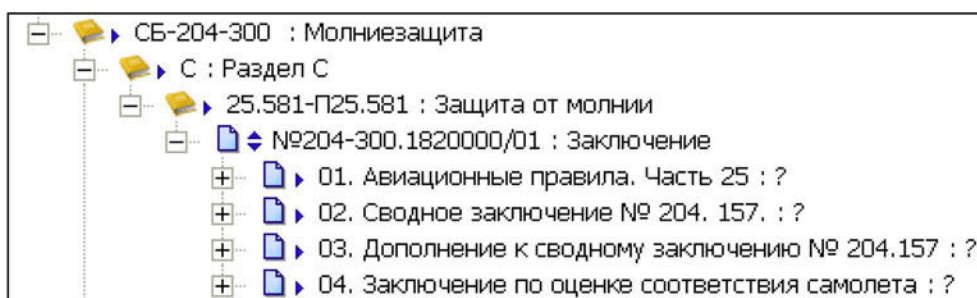 СБ-204-300 : Молниезащита
С : Раздел С
25.581-П25.581 : Защита от молнии
№204-300.1820000/01 : Заключение
01. Авиационные правила. Часть 25 : ?
02. Сводное заключение № 204. 157. : ?
03. Дополнение к сводному заключению № 204.157 : ?
04. Заключение по оценке соответствия самолета : ?